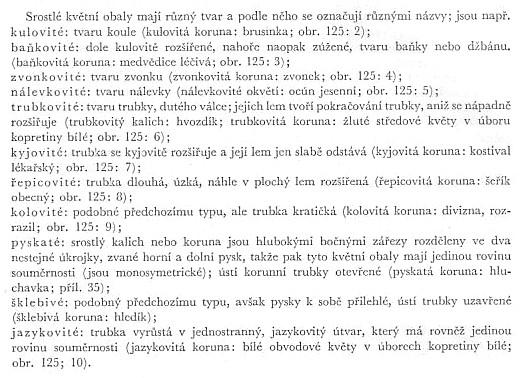 Srostlé květní obaly mají různý tvar a podle něho se označují různými názvy; jsou např.
kulovité: tvaru koule (kulovitá koruna: brusinka; obr. 125: 2);
baňkovité: dole kulovitě rozšířené, nahoře naopak zúžené, tvaru baňky nebo džbánu.
(baňkovitá koruna: medvědice léčivá; obr. 125: 3);
zvonkovité: tvaru zvonku (zvonkovitá koruna: zvonek; obr. 125: 4);
nálevkovité: tvaru nálevky (nálevkovité okvětí: ocún jesenní; obr. 125: 5);
trubkovité: tvaru trubky, dutého válce; jejich lem tvoří pokračování trubky, aniž se nápadně
rozšiřuje (trubkovitý kalich: hvozdík; trubkovitá koruna: žluté středové květy v úboru
kopretiny bílé; obr. 125: 6);
kyjovité: trubka se kyjovitě rozšiřuje a její lem jen slabě odstává (kyjovitá koruna: kostival
lékařský; obr. 125: 7);
řepicovité: trubka dlouhá, úzká, náhle v plochý lem rozšířená (řepicovitá koruna: šeřík
obecný; obr. 125: 8);
kolovité: podobné předchozímu typu, ale trubka kratičká (kolovitá koruna: divizna, roz-
razil; obr. 125: 9);
pyskaté: srostlý kalich nebo koruna jsou hlubokými bočnými zářezy rozděleny ve dva
nestejné úkrojky, zvané horní a dolní pysk, takže pak tyto květní obaly mají jedinou rovinu
souměrnosti (jsou monosymetrické); ústí korunní trubky otevřené (pyskatá koruna: hlu-
chavka; příl. 35);
šklebivé: podobný předchozímu typu, avšak pysky k sobě přilehlé, ústí trubky uzavřené
(šklebivá koruna: hledík);
jazykovité: trubka vyrůstá v jednostranný, jazykovitý útvar, který má rovněž jedinou
rovinu souměrnosti (jazykovitá koruna: bílé obvodové květy v úborech kopretiny bílé;
obr. 125; 10).